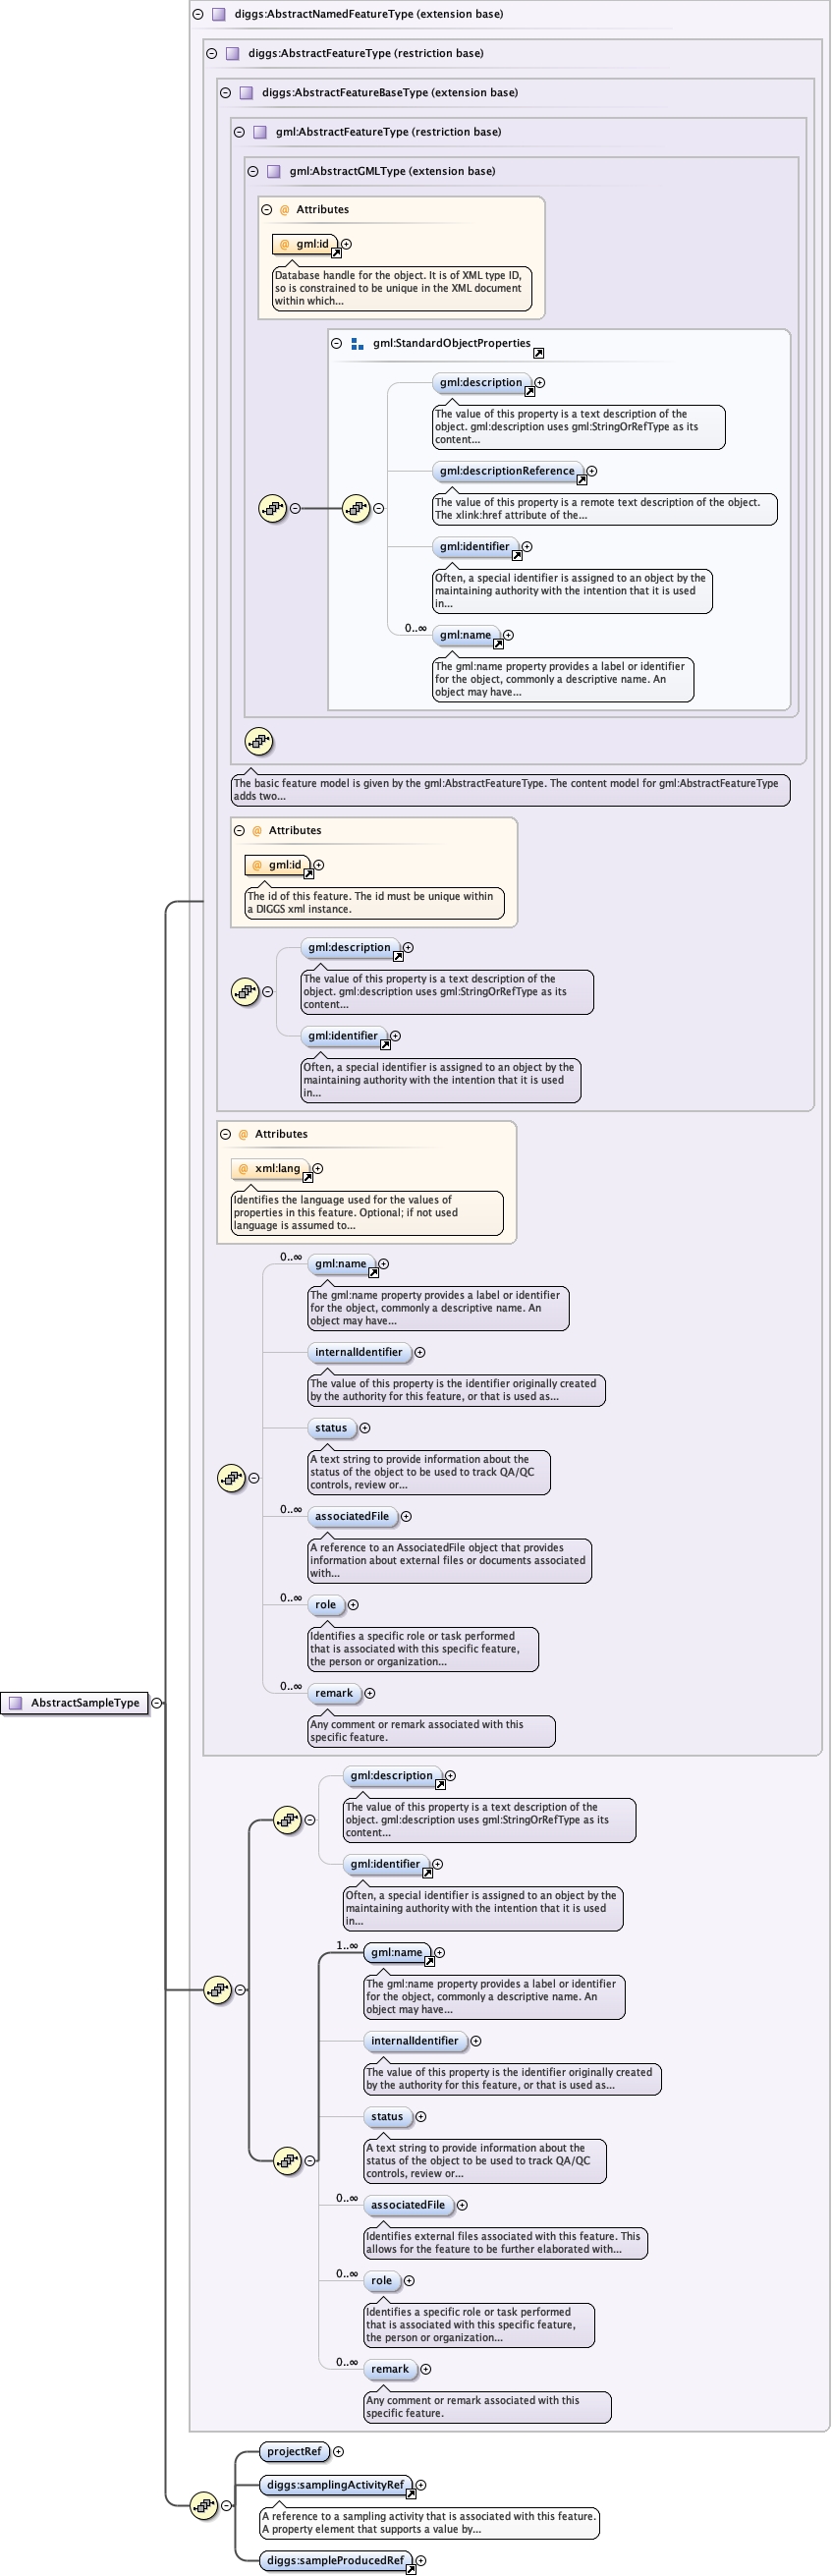 diggs:AbstractNamedFeatureType (extension base)
diggs:AbstractFeatureType (restriction base)
diggs:AbstractFeatureBaseType (extension base)
gml:AbstractFeatureType (restriction base)
gml:AbstractGMLType (extension base)
@ Attributes
@ gml:id
Database handle for the object. It is of XML type ID,
so is constrained to be unique in the XML document
within which...
gml:StandardObjectProperties
gml:description
The value of this property is a text description of the
object. gml:description uses gml:StringOrRefType as its
content...
gml:descriptionReference
The value of this property is a remote text description of the object.
The xlink:href attribute of the...
gml:identifier
Often, a special identifier is assigned to an object by the
maintaining authority with the intention that it is used
in...
0..∞
gml:name
The gml:name property provides a label or identifier
for the object, commonly a descriptive name. An
object may have...
The basic feature model is given by the gml:AbstractFeatureType. The content model for gml:AbstractFeatureType
adds two...
@ Attributes
@ gml:id
The id of this feature. The id must be unique within
a DIGGS xml instance.
gml:description
The value of this property is a text description of the
object. gml:description uses gml:StringOrRefType as its
content...
gml:identifier
Often, a special identifier is assigned to an object by the
maintaining authority with the intention that it is used
in...
@ Attributes
@ xml:lang
Identifies the language used for the values of
properties in this feature. Optional; if not used
language is assumed to...
0..∞
gml:name
The gml:name property provides a label or identifier
for the object, commonly a descriptive name. An
object may have...
internalIdentifier
The value of this property is the identifier originally created
by the authority for this feature, or that is used as...
status
A text string to provide information about the
status of the object to be used to track QA/QC
controls, review or...
0..∞
associatedFile
A reference to an AssociatedFile object that provides
information about external files or documents associated
with...
0..∞
role
Identifies a specific role or task performed
that is associated with this specific feature,
the person or organization...
0..∞
remark
Any comment or remark associated with this
specific feature.
AbstractSampleType
gml:description
The value of this property is a text description of the
object. gml:description uses gml:StringOrRefType as its
content...
gml:identifier
Often, a special identifier is assigned to an object by the
maintaining authority with the intention that it is used
in...
1..∞
gml:name
The gml:name property provides a label or identifier
for the object, commonly a descriptive name. An
object may have...
internalIdentifier
The value of this property is the identifier originally created
by the authority for this feature, or that is used as...
status
A text string to provide information about the
status of the object to be used to track QA/QC
controls, review or...
0..∞
associatedFile
Identifies external files associated with this feature. This
allows for the feature to be further elaborated with...
0..∞
role
Identifies a specific role or task performed
that is associated with this specific feature,
the person or organization...
0..∞
remark
Any comment or remark associated with this
specific feature.
projectRef
diggs:samplingActivityRef
A reference to a sampling activity that is associated with this feature.
A property element that supports a value by...
diggs:sampleProducedRef